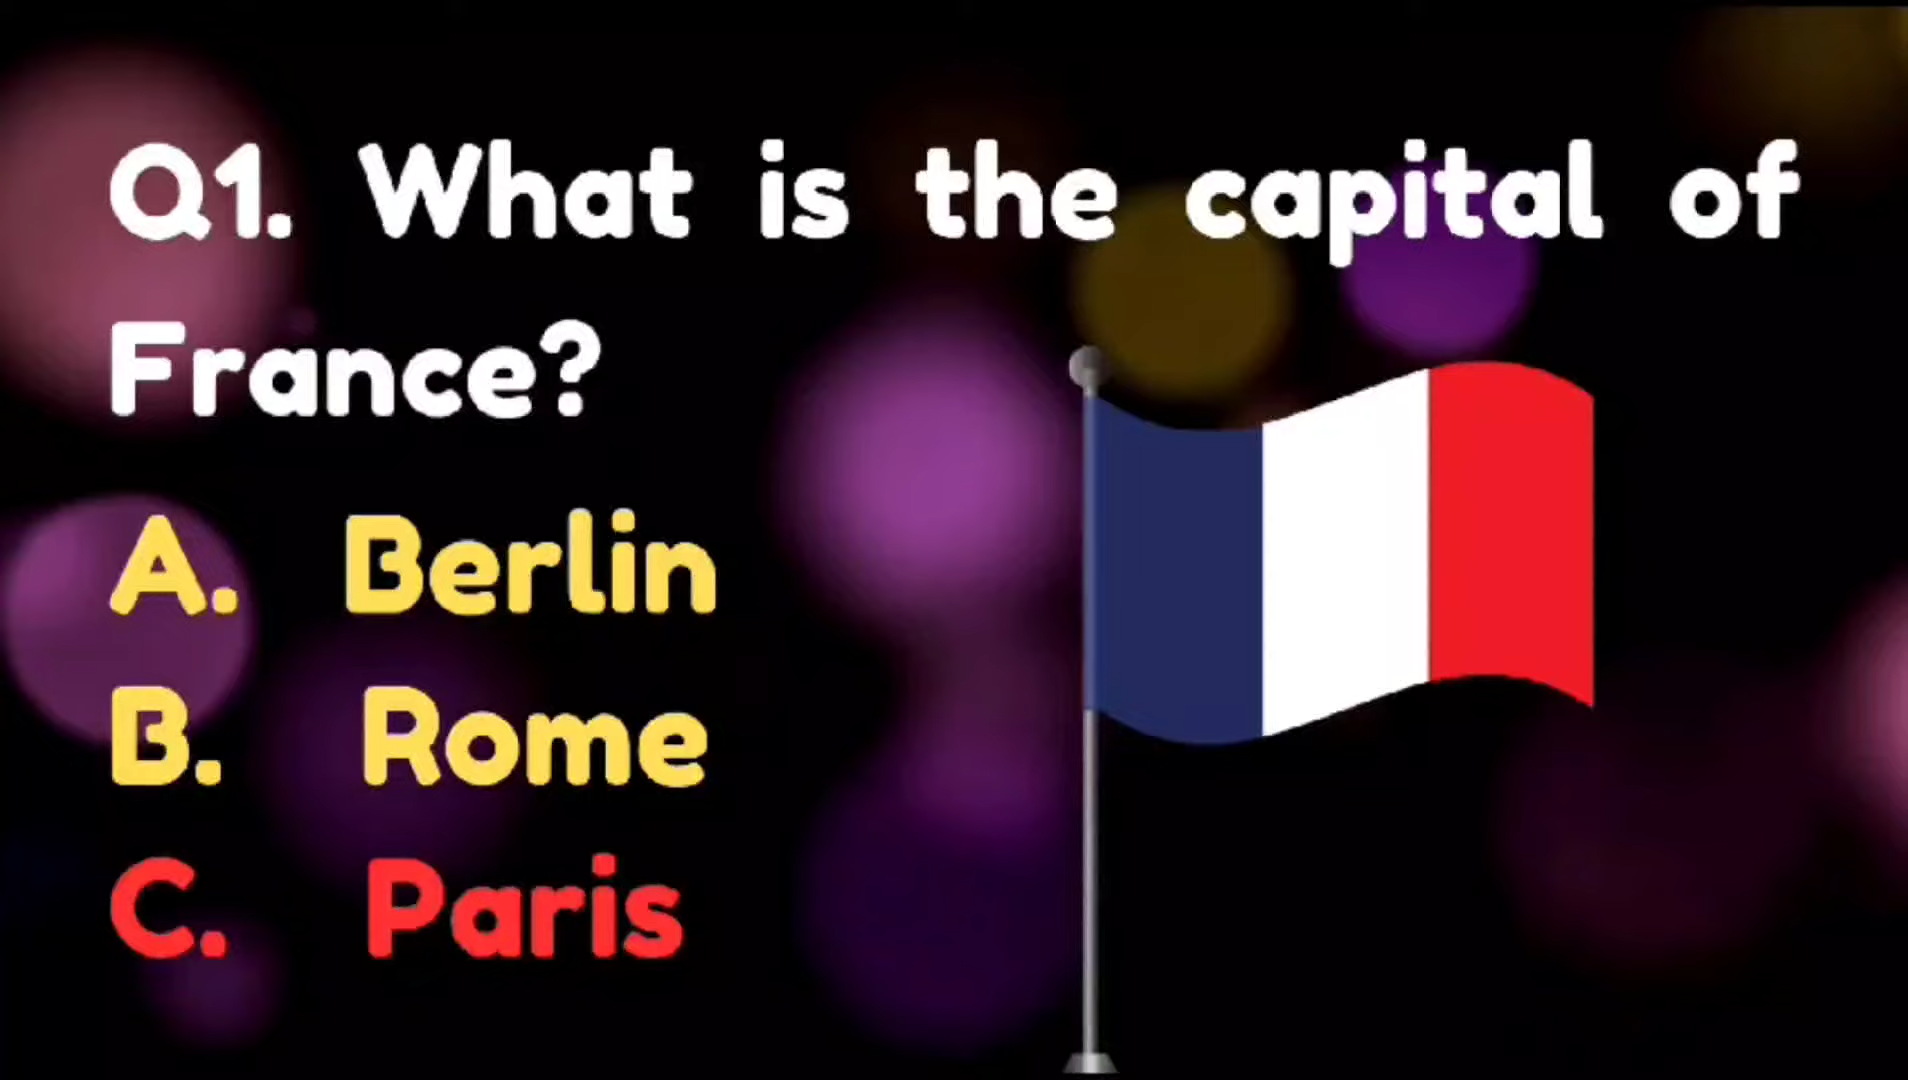 Q1. What is the capital of
France?
A. Berlin
B. Rome
C. Paris